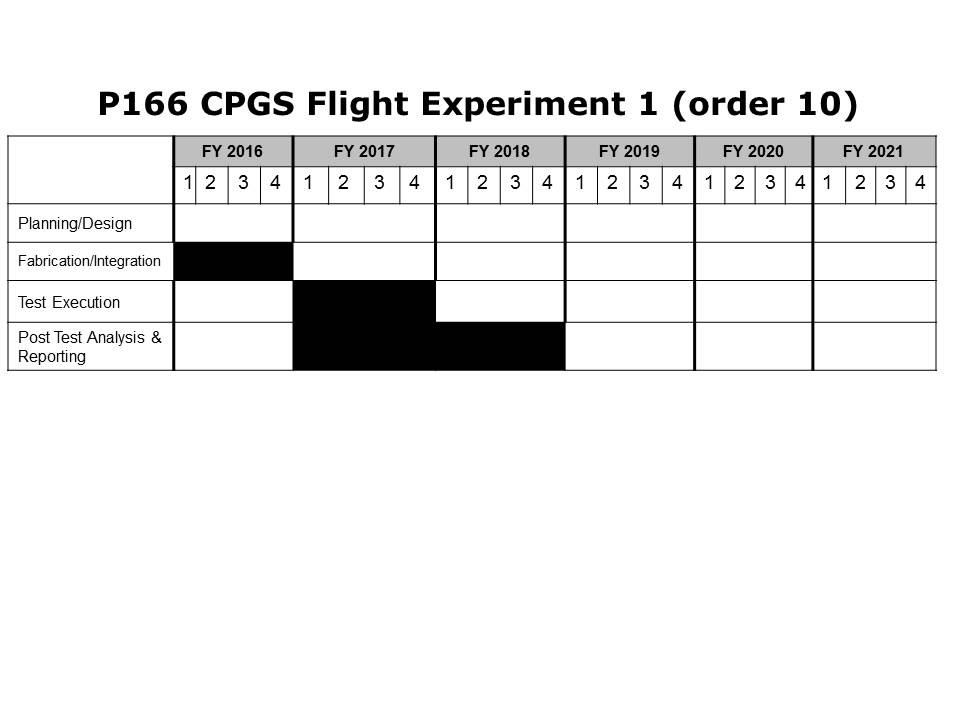 P166 CPGS Flight Experiment 1 (order 10)
FY 2016 FY 2017 FY 2018 FY 2019 FY 2020 FY 2021
1 2 3 4 1 2 3 4 1 2 3 4 1 2 3 4 1 2 3 4 1 2 3 4
Planning/Design
Fabrication/Integration
Test Execution
Post Test Analysis &
Reporting